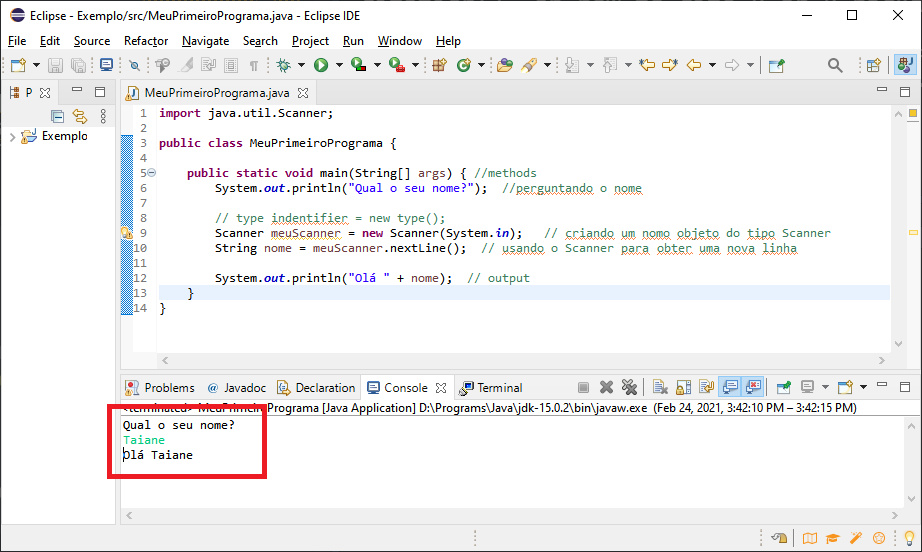 Eclipse - Exemplo/src/MeuPrimeiroPrograma.java - Eclipse IDE
File Edit Source Refactor Navigate Search Project Run Window Help
P
MeuPrimeiroPrograma.java
Exemplo
1 import java.util.Scanner;
2
3 public class MeuPrimeiroPrograma {
4
5 public static void main(String[] args) { //methods
6 System.out.println("Qual o seu nome?"); //perguntando o nome
7
8 // type indentifier = new type();
9 Scanner meuScanner = new Scanner(System.in); // criando um nomo objeto do tipo Scanner
10 String nome = meuScanner.nextLine(); // usando o Scanner para obter uma nova linha
11
12 System.out.println("Olá " + nome); // output
13 }
14 }
Problems @ Javadoc Declaration Console Terminal
<terminated> MeuPrimeiroPrograma [Java Application] D:\Programs\Java\jdk-15.0.2\bin\javaw.exe (Feb 24, 2021, 3:42:10 PM – 3:42:15 PM)
Qual o seu nome?
Taiane
Olá Taiane